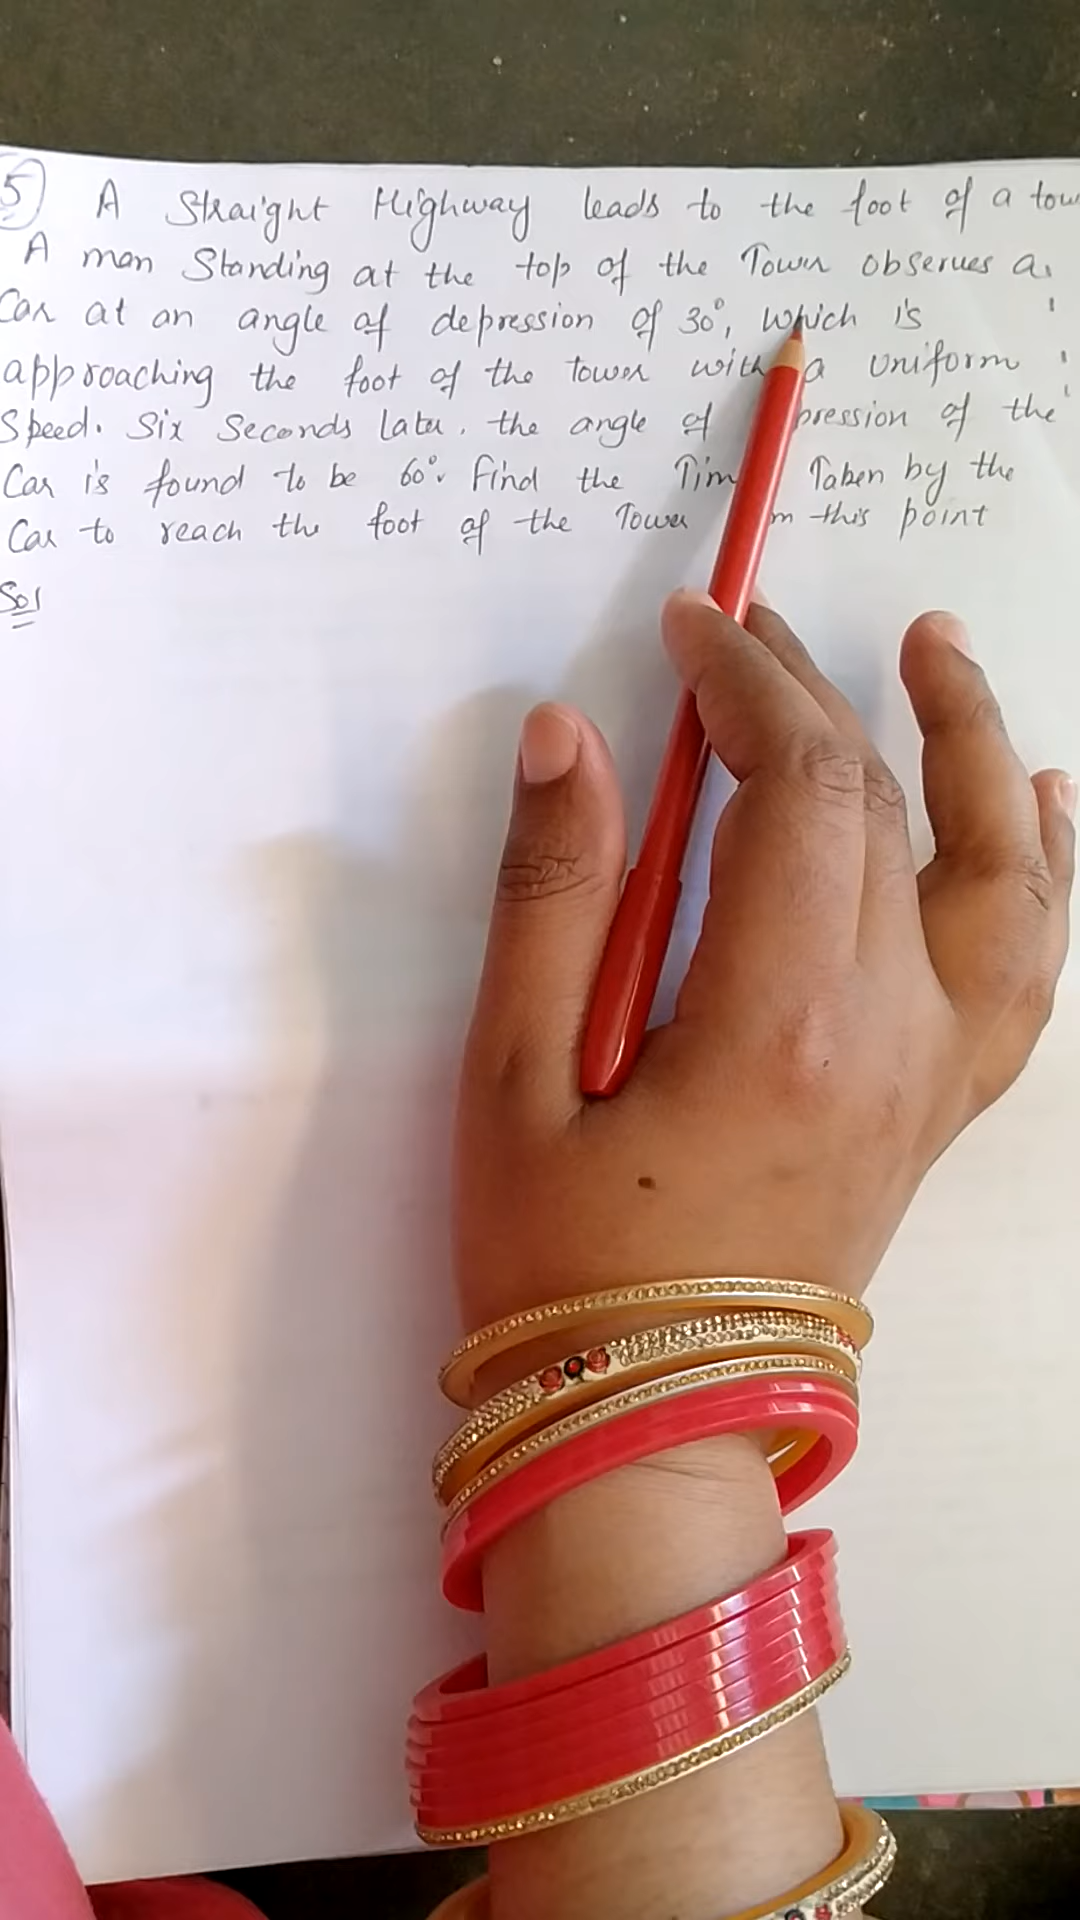 5 A Straight Highway leads to the foot of a tow
A man Standing at the top of the Tower observes a
Car at an angle of depression of 30°, which is
approaching the foot of the tower with a uniform
Speed. Six Seconds later, the angle of pression of the
Car is found to be 60°. Find the Tim Taken by the
Car to reach the foot of the Tower m this point
Sol